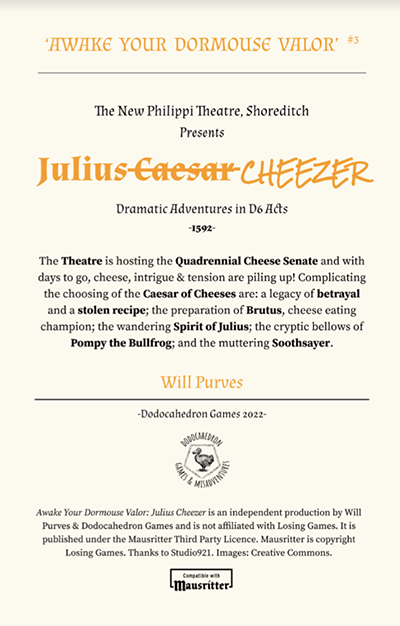 'AWAKE YOUR DORMOUSE VALOR' #3
The New Philippi Theatre, Shoreditch
Presents
Julius Caesar CHEEZER
Dramatic Adventures in D6 Acts
-1592-
The Theatre is hosting the Quadrennial Cheese Senate and with
days to go, cheese, intrigue & tension are piling up! Complicating
the choosing of the Caesar of Cheeses are: a legacy of betrayal
and a stolen recipe; the preparation of Brutus, cheese eating
champion; the wandering Spirit of Julius; the cryptic bellows of
Pompy the Bullfrog; and the muttering Soothsayer.
Will Purves
-Dodocahedron Games 2022-
DODOCAHEDRON
GAMES & MISADVENTURES
Awake Your Dormouse Valor: Julius Cheezer is an independent production by Will
Purves & Dodocahedron Games and is not affiliated with Losing Games. It is
published under the Mausritter Third Party Licence. Mausritter is copyright
Losing Games. Thanks to Studio921. Images: Creative Commons.
Compatible with
Mausritter